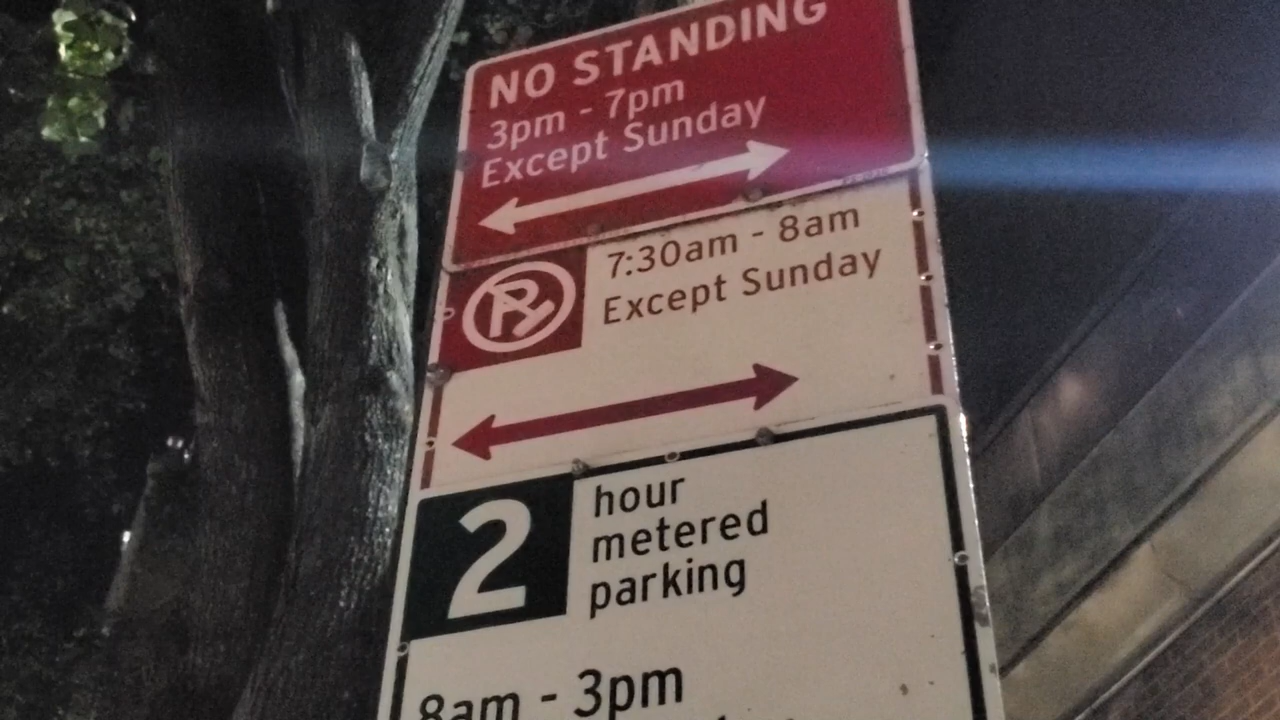 NO STANDING
3pm - 7pm
Except Sunday
7:30am - 8am
Except Sunday
2 hour
metered
parking
8am - 3pm